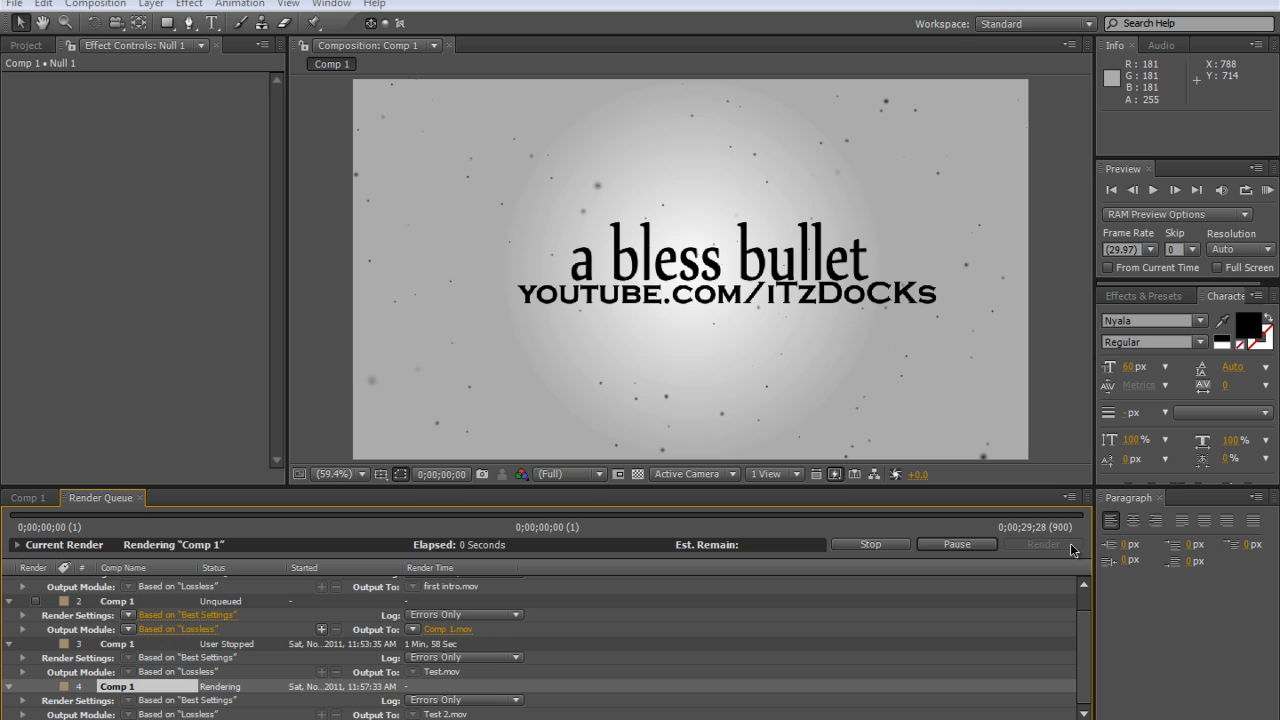 File Edit Composition Layer Effect Animation View Window Help
Workspace: Standard Search Help
Project Effect Controls: Null 1 Composition: Comp 1 Info Audio
Comp 1 • Null 1 Comp 1
R : 181 X : 788
G : 181 Y : 714
B : 181
A : 255
a bless bullet
YOUTUBE.COM/iTzDoCKs
Preview
RAM Preview Options
Frame Rate Skip Resolution
(29.97) 0 Auto
From Current Time Full Screen
Effects & Presets Characte
Nyala
Regular
60 px Auto
Metrics 0
- px
100 % 100 %
0 px 0 %
(59.4%) 0;00;00;00 (Full) Active Camera 1 View +0.0
Comp 1 Render Queue Paragraph
0;00;00;00 (1) 0;00;00;00 (1) 0;00;29;28 (900)
Current Render Rendering "Comp 1" Elapsed: 0 Seconds Est. Remain: Stop Pause Render
0 px 0 px 0 px
0 px 0 px
Render # Comp Name Status Started Render Time
Output Module: Based on "Lossless" Output To: first intro.mov
2 Comp 1 Unqueued - -
Render Settings: Based on "Best Settings" Log: Errors Only
Output Module: Based on "Lossless" Output To: Comp 1.mov
3 Comp 1 User Stopped Sat, No...2011, 11:53:35 AM 1 Min, 58 Sec
Render Settings: Based on "Best Settings" Log: Errors Only
Output Module: Based on "Lossless" Output To: Test.mov
4 Comp 1 Rendering Sat, No...2011, 11:57:33 AM -
Render Settings: Based on "Best Settings" Log: Errors Only
Output Module: Based on "Lossless" Output To: Test 2.mov